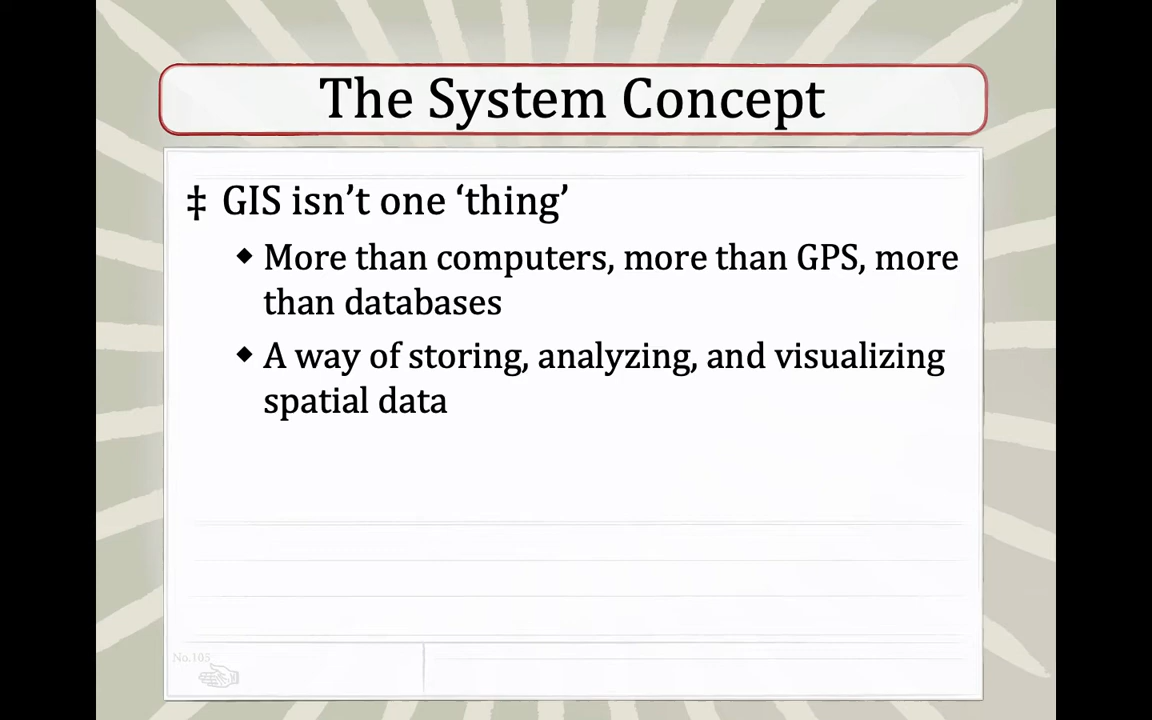 The System Concept
‡ GIS isn’t one ‘thing’
◆ More than computers, more than GPS, more
than databases
◆ A way of storing, analyzing, and visualizing
spatial data
No.105